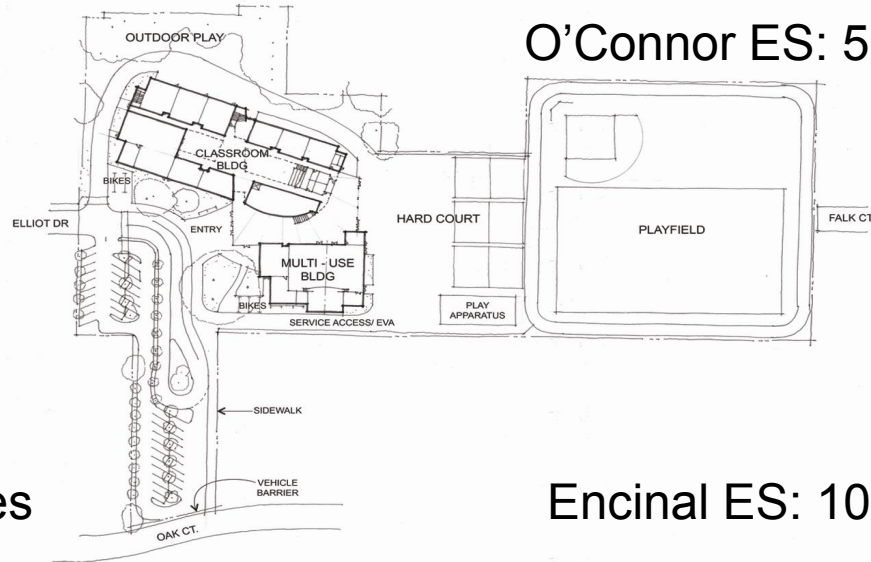 O'Connor ES: 5
OUTDOOR PLAY
CLASSROOM
BLDG
BIKES
ELLIOT DR
ENTRY
HARD COURT
PLAYFIELD
FALK CT
MULTI - USE
BLDG
BIKES
PLAY
APPARATUS
SERVICE ACCESS/ EVA
SIDEWALK
VEHICLE
BARRIER
es
Encinal ES: 10
OAK CT.